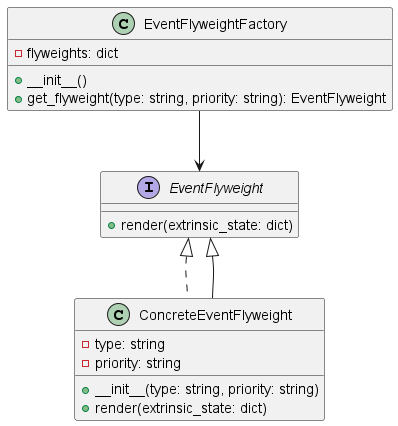 C EventFlyweightFactory
flyweights: dict
__init__()
get_flyweight(type: string, priority: string): EventFlyweight
I EventFlyweight
render(extrinsic_state: dict)
C ConcreteEventFlyweight
type: string
priority: string
__init__(type: string, priority: string)
render(extrinsic_state: dict)